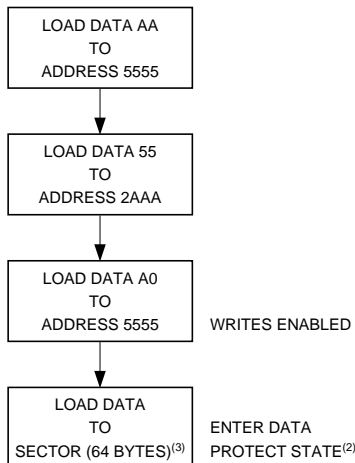 LOAD DATA AA
TO
ADDRESS 5555
LOAD DATA 55
TO
ADDRESS 2AAA
LOAD DATA A0
TO
ADDRESS 5555 WRITES ENABLED
LOAD DATA
TO ENTER DATA
SECTOR (64 BYTES)(3) PROTECT STATE(2)